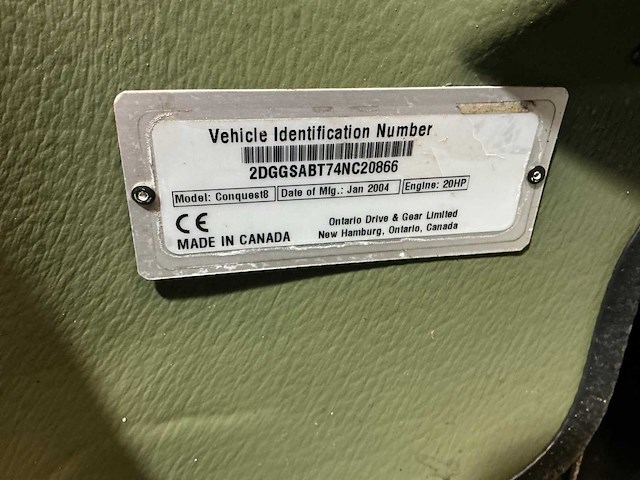 Vehicle Identification Number
2DGGSABT74NC20866
Model: Conquest8 Date of Mfg.: Jan 2004 Engine: 20HP
CE
MADE IN CANADA
Ontario Drive & Gear Limited
New Hamburg, Ontario, Canada